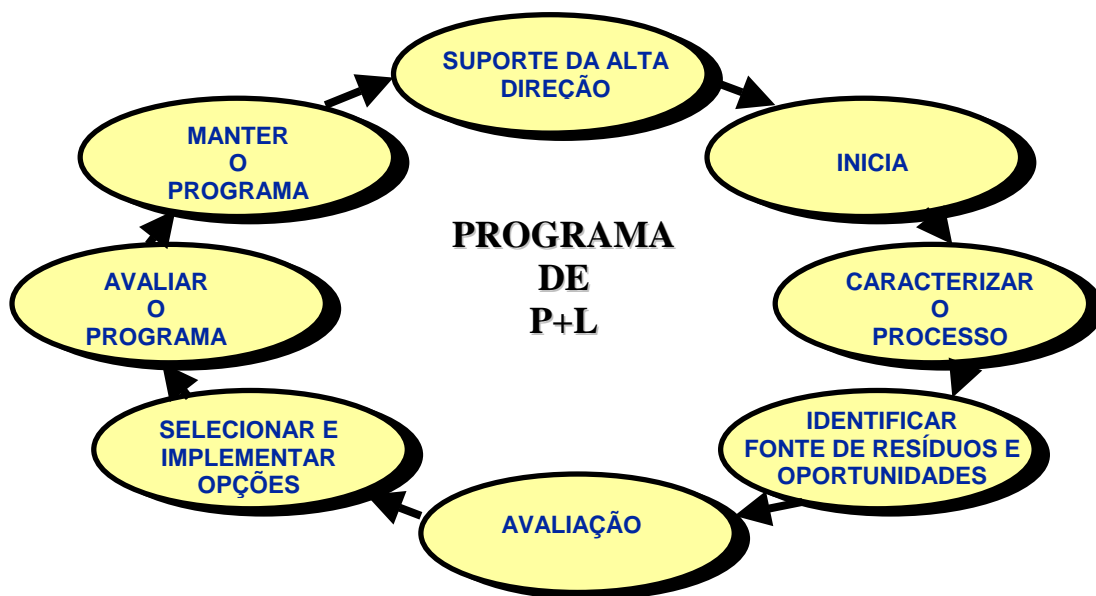 SUPORTE DA ALTA
DIREÇÃO
INICIA
CARACTERIZAR
O
PROCESSO
IDENTIFICAR
FONTE DE RESÍDUOS E
OPORTUNIDADES
AVALIAÇÃO
SELECIONAR E
IMPLEMENTAR
OPÇÕES
AVALIAR
O
PROGRAMA
MANTER
O
PROGRAMA
PROGRAMA
DE
P+L